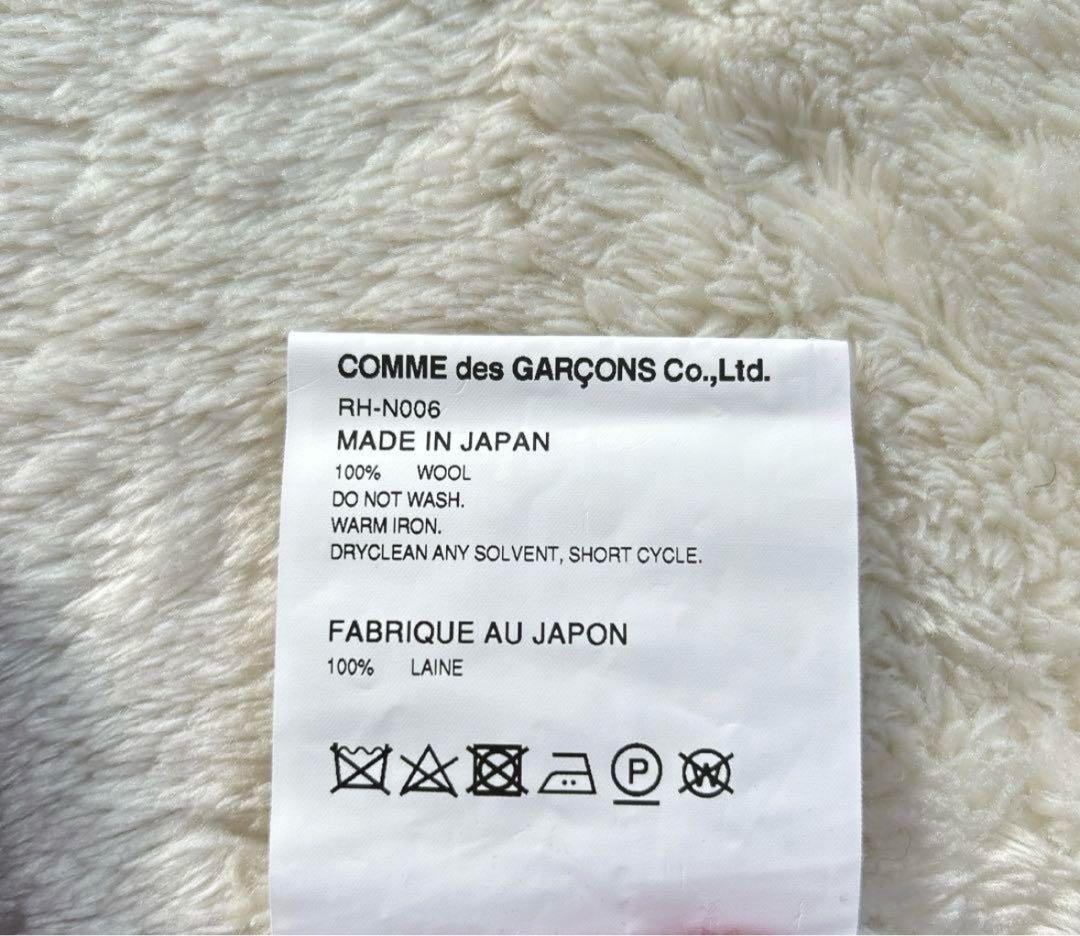 COMME des GARÇONS Co.,Ltd.
RH-N006
MADE IN JAPAN
100% WOOL
DO NOT WASH.
WARM IRON.
DRYCLEAN ANY SOLVENT, SHORT CYCLE.
FABRIQUE AU JAPON
100% LAINE
P W